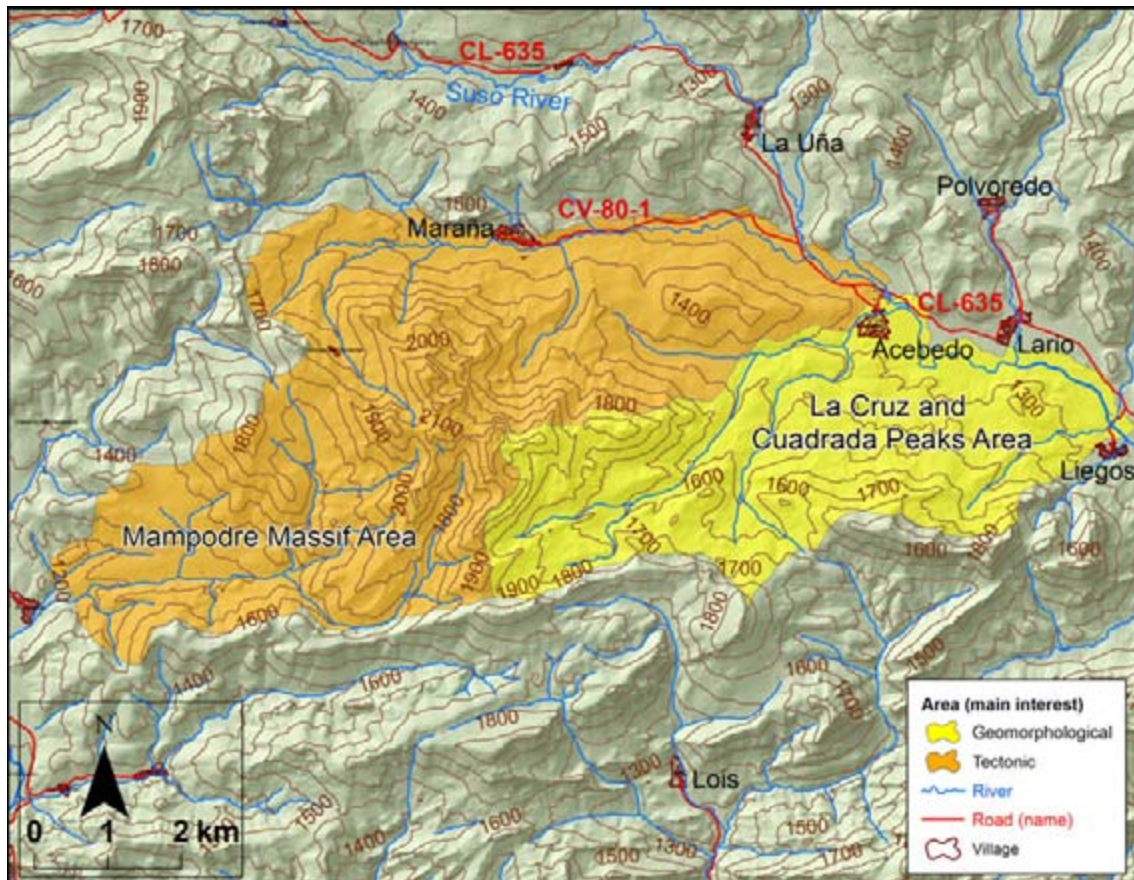 1700
CL-635
1300
1900
Suso River
1300
1400
1500
La Uña
1400
Polvoredo
1500
CV-80-1
Maraña
1700
1800
1400
1600
1700
CL-635
1400
2000
Acebedo
Lario
1800
La Cruz and
Cuadrada Peaks Area
1300
1600
2100
1800
1400
Liegos
1600
1600
1700
2000
1800
Mampodre Massif Area
1700
1600
1800
1600
1200
1900
1900
1800
1700
1600
1800
1500
1400
1600
1600
1700
1800
Area (main interest)
Geomorphological
Tectonic
River
Road (name)
Village
N
1300
Lois
0 1 2 km
1500
1600
1400
1500
1300
1500
1700